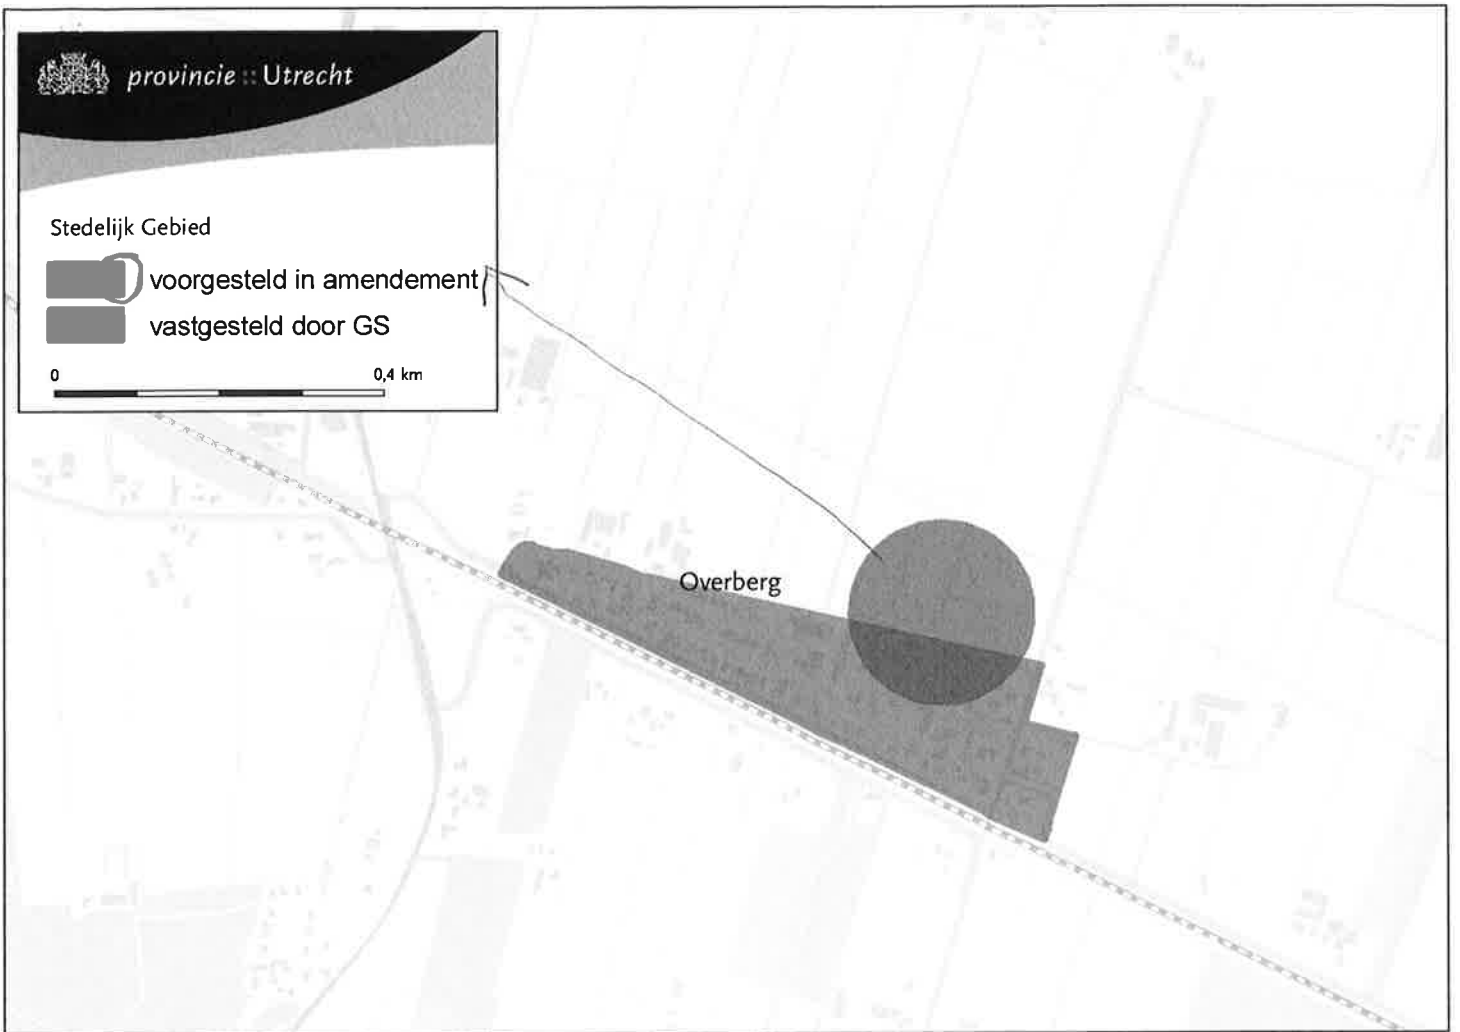 provincie :: Utrecht
Stedelijk Gebied
voorgesteld in amendement
vastgesteld door GS
0 0,4 km
Overberg